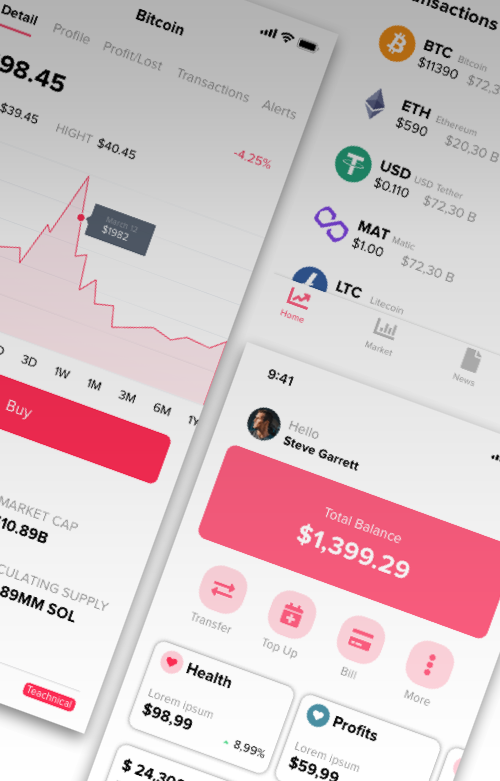 Bitcoin
Detail
Profile
Profit/Lost
Transactions
Alerts
98.45
$39.45
HIGHT $40.45
-4,25%
March 12
$1982
3D
1W
1M
3M
6M
1Y
Buy
MARKET CAP
10.89B
CULATING SUPPLY
89MM SOL
Teachnical
nsactions
BTC Bitcoin
$11390 $72,3
ETH Ethereum
$590 $20,30 B
USD USD Tether
$0.110 $72,30 B
MAT Matic
$1.00 $72,30 B
LTC Litecoin
Home
Market
News
9:41
Hello
Steve Garrett
Total Balance
$1,399.29
Transfer
Top Up
Bill
More
Health
Lorem ipsum
$98,99
8,99%
Profits
Lorem ipsum
$59,99
$ 24,300